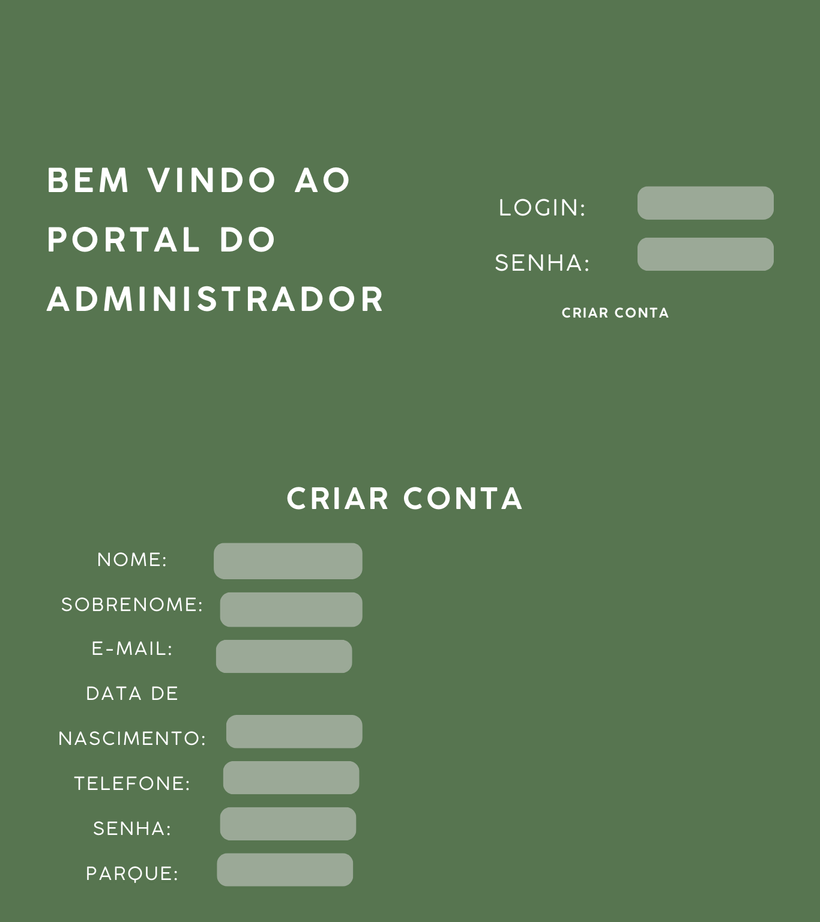 BEM VINDO AO
PORTAL DO
ADMINISTRADOR
LOGIN:
SENHA:
CRIAR CONTA
CRIAR CONTA
NOME:
SOBRENOME:
E-MAIL:
DATA DE
NASCIMENTO:
TELEFONE:
SENHA:
PARQUE: